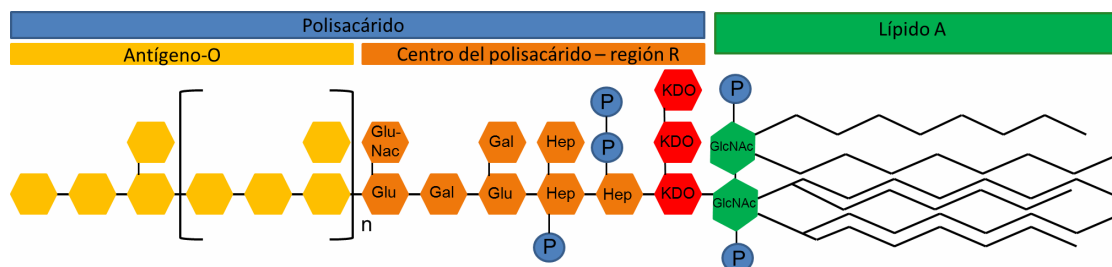 Polisacárido
Lípido A
Antígeno-O
Centro del polisacárido – región R
KDO
P
P
Glu-
Nac
Gal
Hep
P
KDO
GlcNAc
Glu
Gal
Glu
Hep
Hep
KDO
GlcNAc
n
P
P